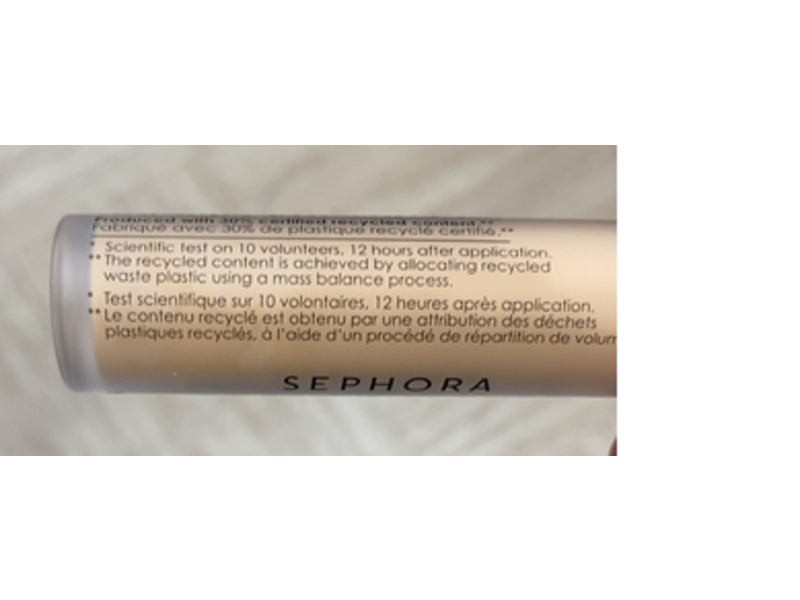 Produced with 30% certified recycled content.**
Fabriqué avec 30% de plastique recyclé certifié.**
* Scientific test on 10 volunteers, 12 hours after application.
** The recycled content is achieved by allocating recycled
waste plastic using a mass balance process.
* Test scientifique sur 10 volontaires, 12 heures après application.
** Le contenu recyclé est obtenu par une attribution des déchets
plastiques recyclés, à l'aide d'un procédé de répartition de volum
SEPHORA